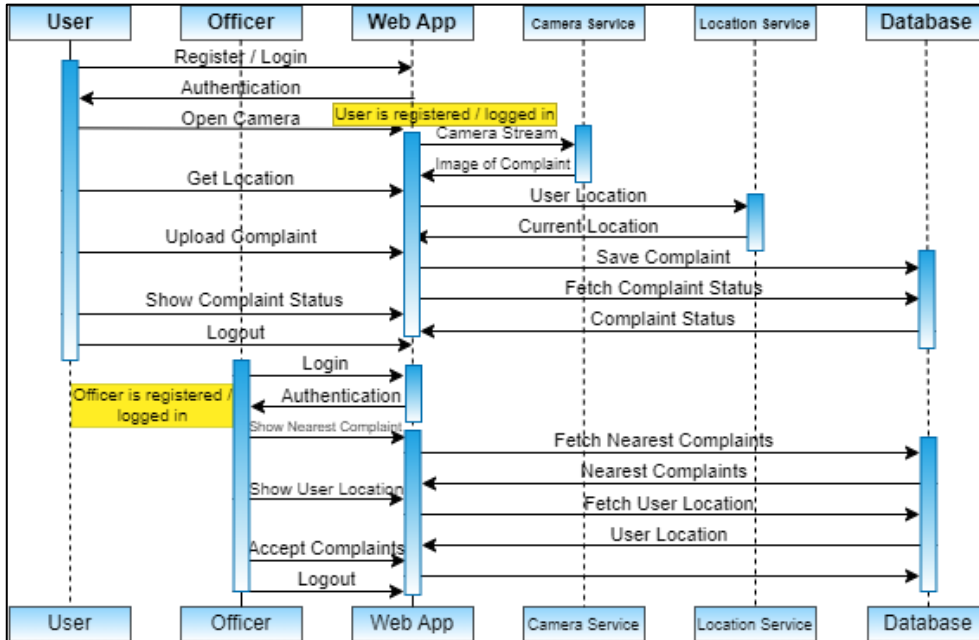 User
Officer
Web App
Camera Service
Location Service
Database
Register / Login
Authentication
User is registered / logged in
Open Camera
Camera Stream
Image of Complaint
Get Location
User Location
Current Location
Upload Complaint
Save Complaint
Fetch Complaint Status
Show Complaint Status
Complaint Status
Logout
Login
Officer is registered /
logged in
Authentication
Show Nearest Complaint
Fetch Nearest Complaints
Nearest Complaints
Show User Location
Fetch User Location
User Location
Accept Complaints
Logout
User
Officer
Web App
Camera Service
Location Service
Database